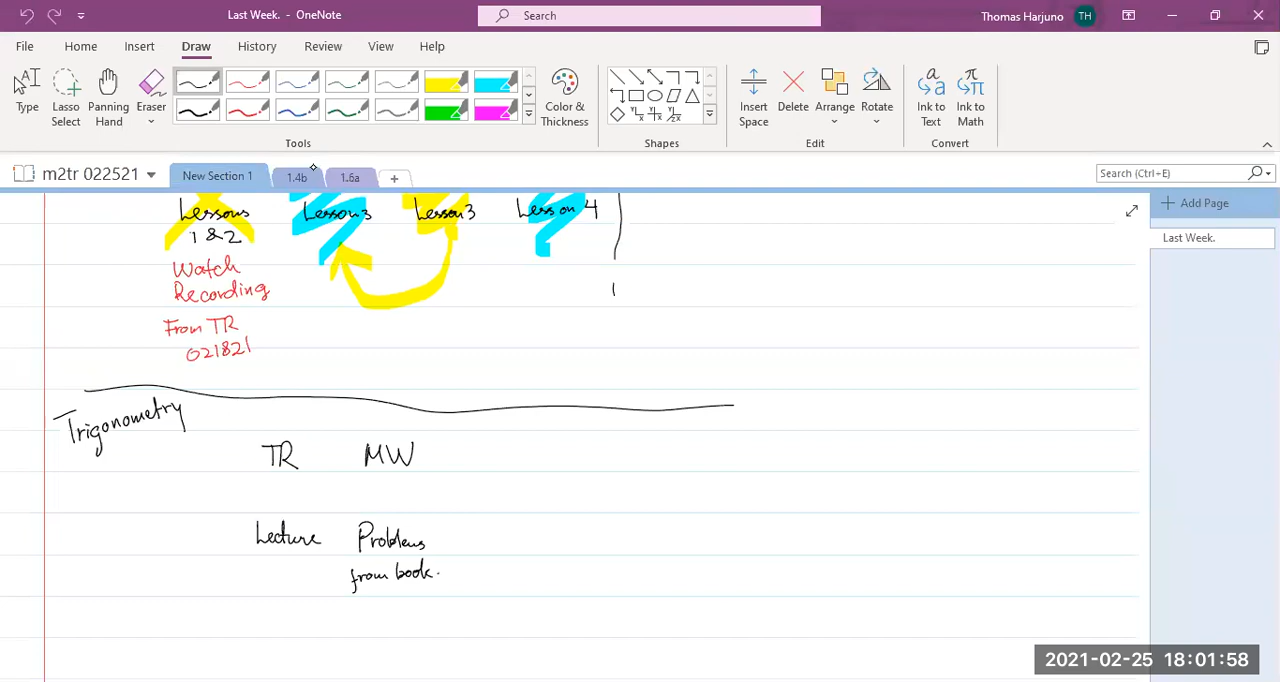 Last Week. - OneNote
Search
Thomas Harjuno
TH
File
Home
Insert
Draw
History
Review
View
Help
Type
Lasso
Select
Panning
Hand
Eraser
Color &
Thickness
Insert
Space
Delete
Arrange
Rotate
Ink to
Text
Ink to
Math
Tools
Shapes
Edit
Convert
m2tr 022521
New Section 1
1.4b
1.6a
Search (Ctrl+E)
Add Page
Last Week.
Lessons
1 & 2
Lesson 3
Lesson 3
Lesson 4
Watch
Recording
From TR
021821
Trigonometry
TR MW
Lecture Problems
from book.
2021-02-25 18:01:58